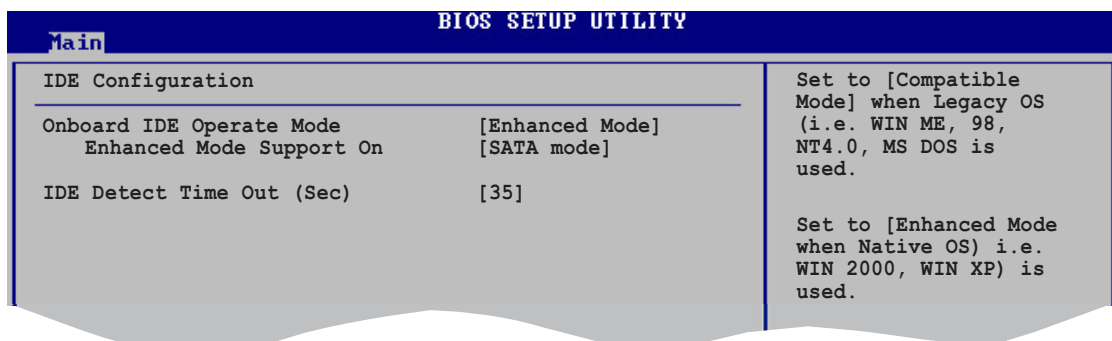 BIOS SETUP UTILITY
Main
IDE Configuration
Onboard IDE Operate Mode [Enhanced Mode]
Enhanced Mode Support On [SATA mode]
IDE Detect Time Out (Sec) [35]
Set to [Compatible
Mode] when Legacy OS
(i.e. WIN ME, 98,
NT4.0, MS DOS is
used.
Set to [Enhanced Mode
when Native OS) i.e.
WIN 2000, WIN XP) is
used.